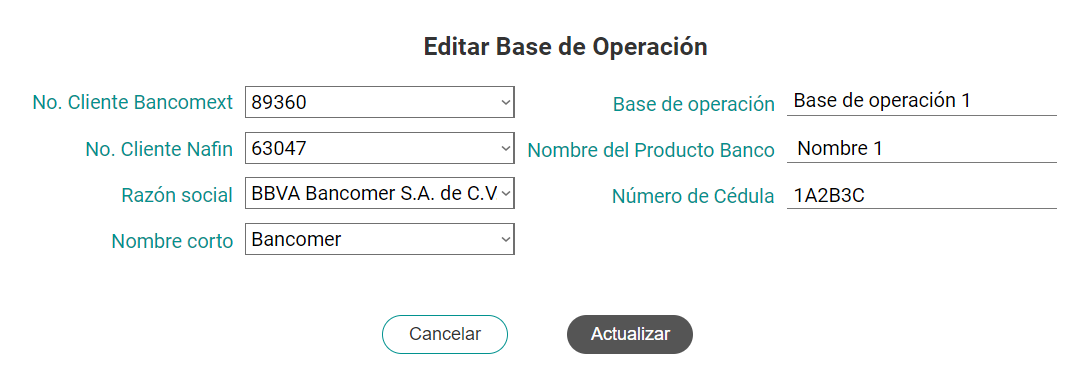 Editar Base de Operación
No. Cliente Bancomext 89360
Base de operación Base de operación 1
No. Cliente Nafin 63047
Nombre del Producto Banco Nombre 1
Razón social BBVA Bancomer S.A. de C.V
Número de Cédula 1A2B3C
Nombre corto Bancomer
Cancelar
Actualizar